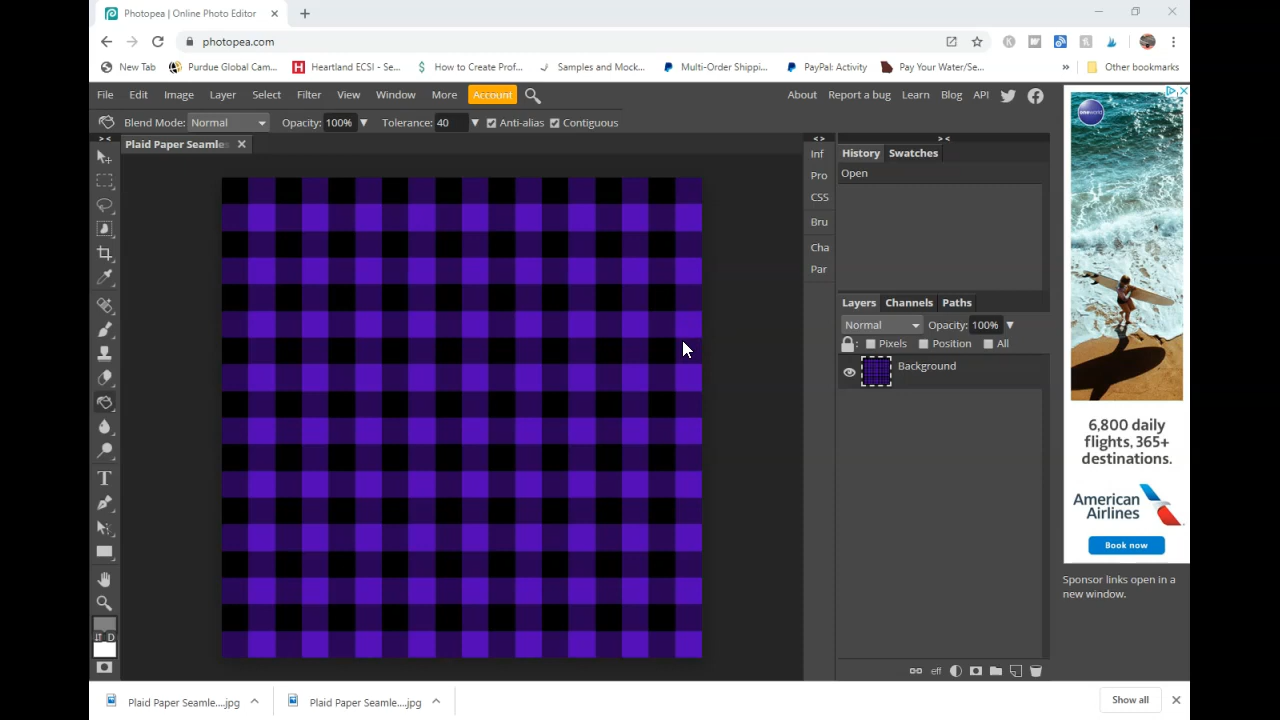 Photopea | Online Photo Editor
photopea.com
New Tab
Purdue Global Cam...
Heartland ECSI - Se...
How to Create Prof...
Samples and Mock...
Multi-Order Shippi...
PayPal: Activity
Pay Your Water/Se...
»
Other bookmarks
File Edit Image Layer Select Filter View Window More Account
About Report a bug Learn Blog API
Blend Mode: Normal Opacity: 100% erance: 40 Anti-alias Contiguous
Plaid Paper Seamles
Inf
Pro
CSS
Bru
Cha
Par
History Swatches
Open
Layers Channels Paths
Normal Opacity: 100%
Pixels Position All
Background
eff
T
D
oneworld
6,800 daily
flights, 365+
destinations.
American
Airlines
Book now
Sponsor links open in a
new window.
Plaid Paper Seamle....jpg
Plaid Paper Seamle....jpg
Show all